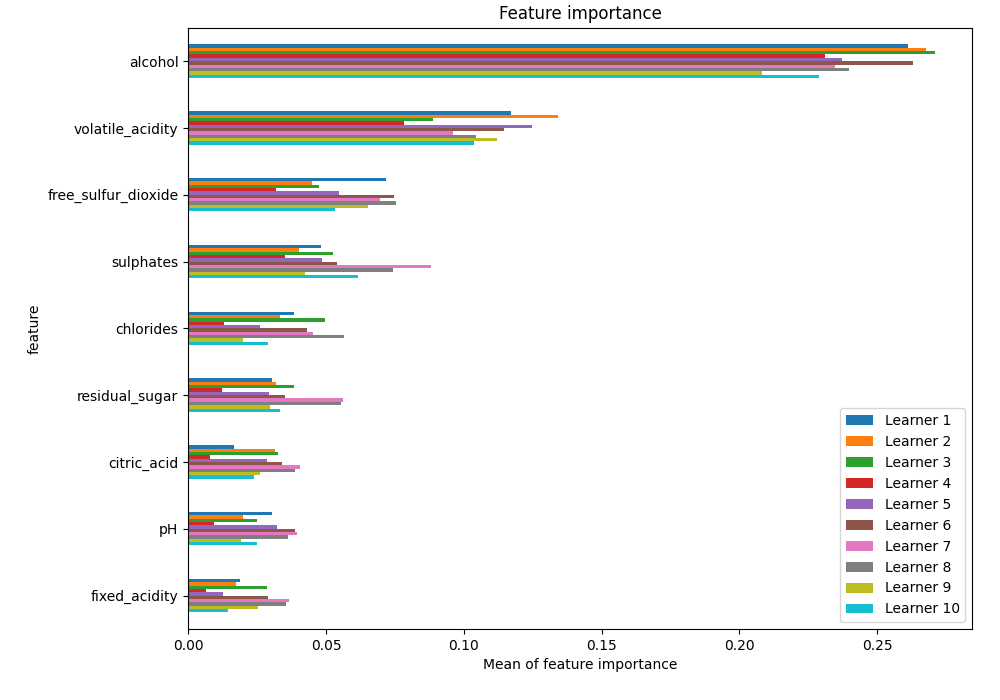 Feature importance
alcohol
volatile_acidity
free_sulfur_dioxide
sulphates
chlorides
residual_sugar
citric_acid
pH
fixed_acidity
feature
Learner 1
Learner 2
Learner 3
Learner 4
Learner 5
Learner 6
Learner 7
Learner 8
Learner 9
Learner 10
0.00 0.05 0.10 0.15 0.20 0.25
Mean of feature importance